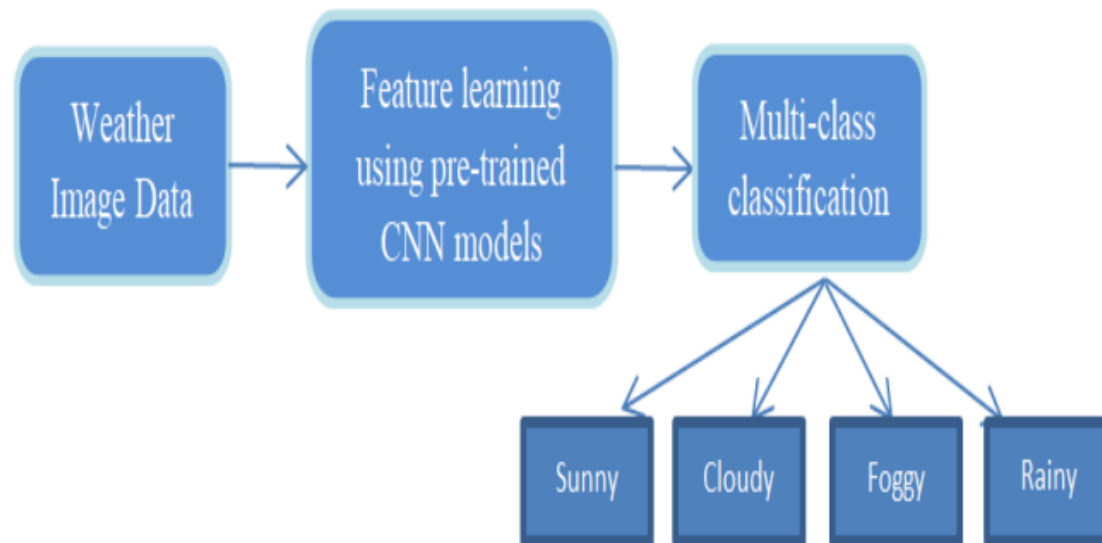 Weather
Image Data
Feature learning
using pre-trained
CNN models
Multi-class
classification
Sunny
Cloudy
Foggy
Rainy